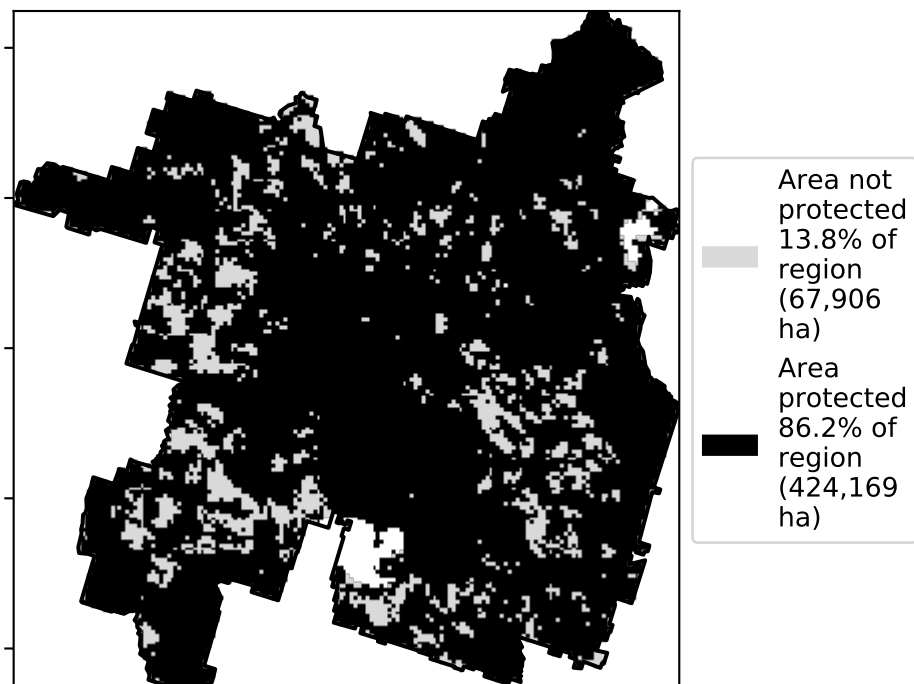 Area not
protected
13.8% of
region
(67,906
ha)
Area
protected
86.2% of
region
(424,169
ha)